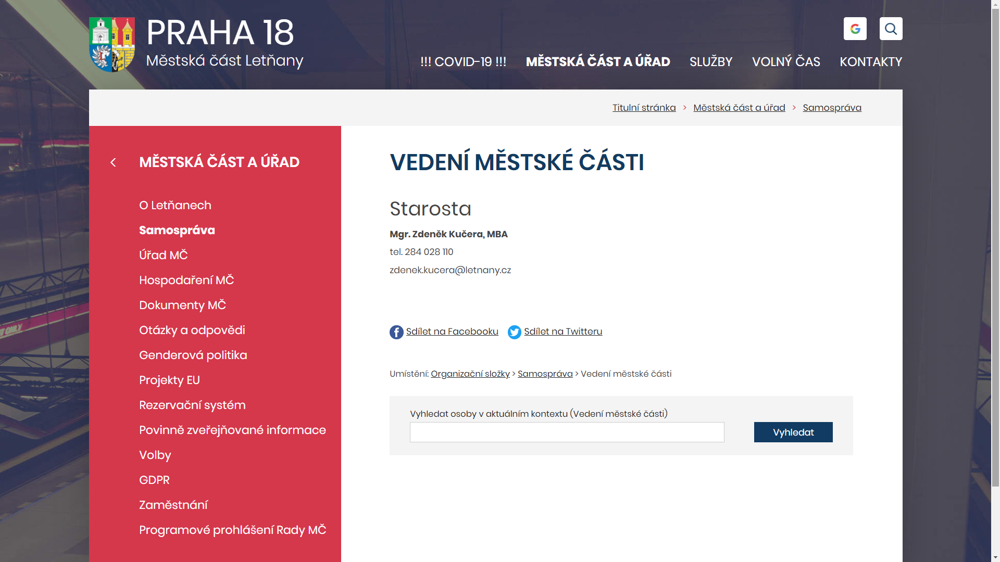 PRAHA 18
Městská část Letňany
!!! COVID-19 !!!
MĚSTSKÁ ČÁST A ÚŘAD
SLUŽBY
VOLNÝ ČAS
KONTAKTY
Titulní stránka > Městská část a úřad > Samospráva
< MĚSTSKÁ ČÁST A ÚŘAD
O Letňanech
Samospráva
Úřad MČ
Hospodaření MČ
Dokumenty MČ
Otázky a odpovědi
Genderová politika
Projekty EU
Rezervační systém
Povinně zveřejňované informace
Volby
GDPR
Zaměstnání
Programové prohlášení Rady MČ
VEDENÍ MĚSTSKÉ ČÁSTI
Starosta
Mgr. Zdeněk Kučera, MBA
tel. 284 028 110
zdenek.kucera@letnany.cz
Sdílet na Facebooku
Sdílet na Twitteru
Umístění: Organizační složky > Samospráva > Vedení městské části
Vyhledat osoby v aktuálním kontextu (Vedení městské části)
Vyhledat